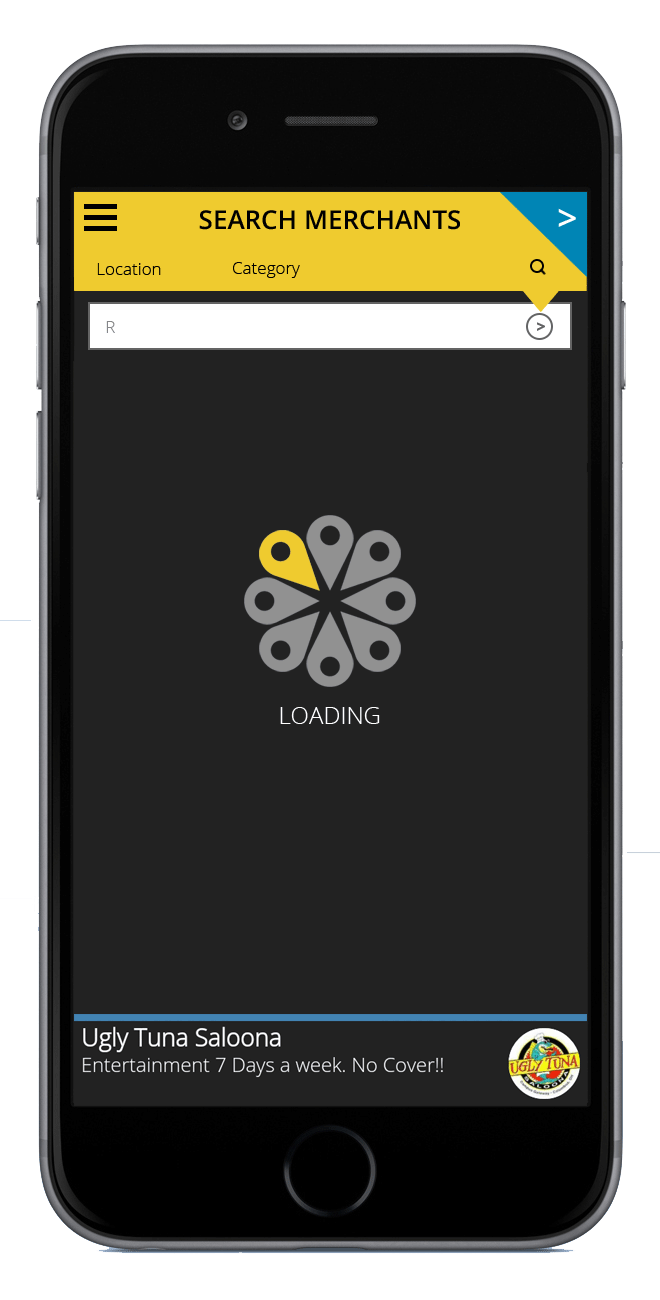 SEARCH MERCHANTS
>
Location Category
R
>
LOADING
Ugly Tuna Saloona
Entertainment 7 Days a week. No Cover!!
UGLY TUNA
SALOONA